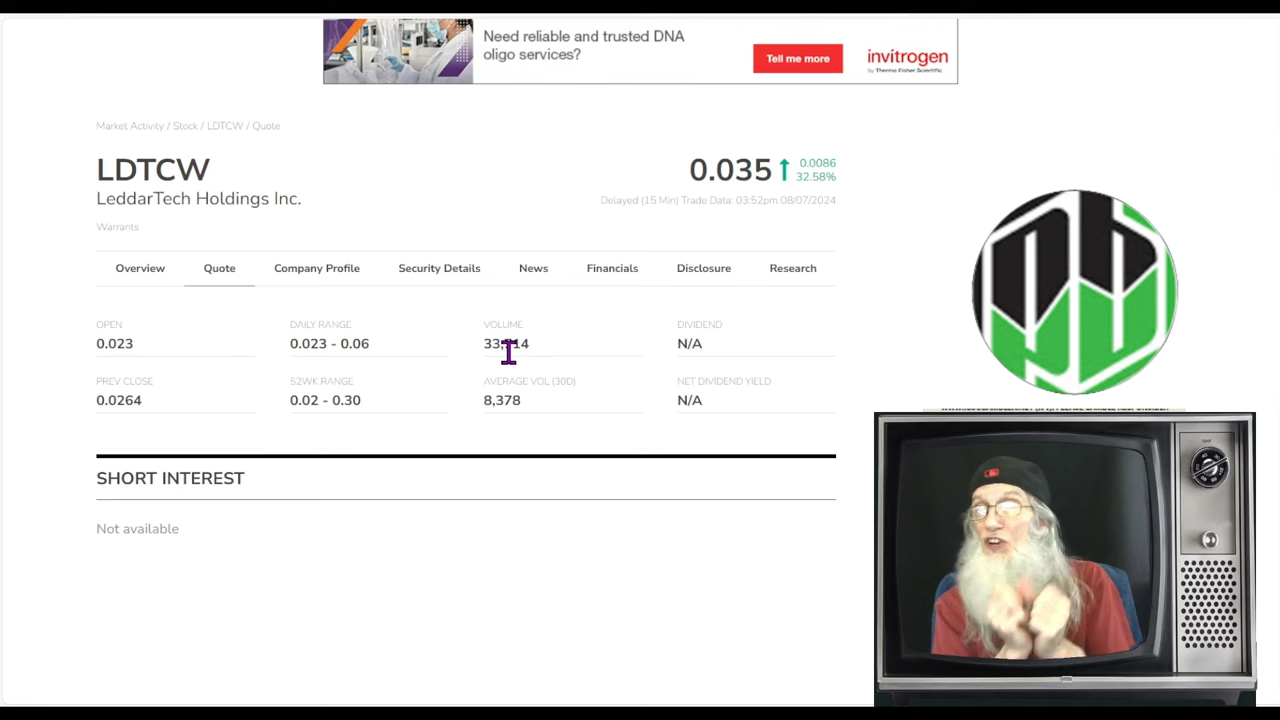 Need reliable and trusted DNA
oligo services?
Tell me more
invitrogen
by Thermo Fisher Scientific
Market Activity / Stock / LDTCW / Quote
LDTCW
0.035
0.0086
32.58%
LeddarTech Holdings Inc.
Delayed (15 Min) Trade Data: 03:52pm 08/07/2024
Warrants
Overview Quote Company Profile Security Details News Financials Disclosure Research
OPEN DAILY RANGE VOLUME DIVIDEND
0.023 0.023 - 0.06 N/A
PREV CLOSE 52WK RANGE AVERAGE VOL (30D) NET DIVIDEND YIELD
0.0264 0.02 - 0.30 8,378 N/A
SHORT INTEREST
Not available